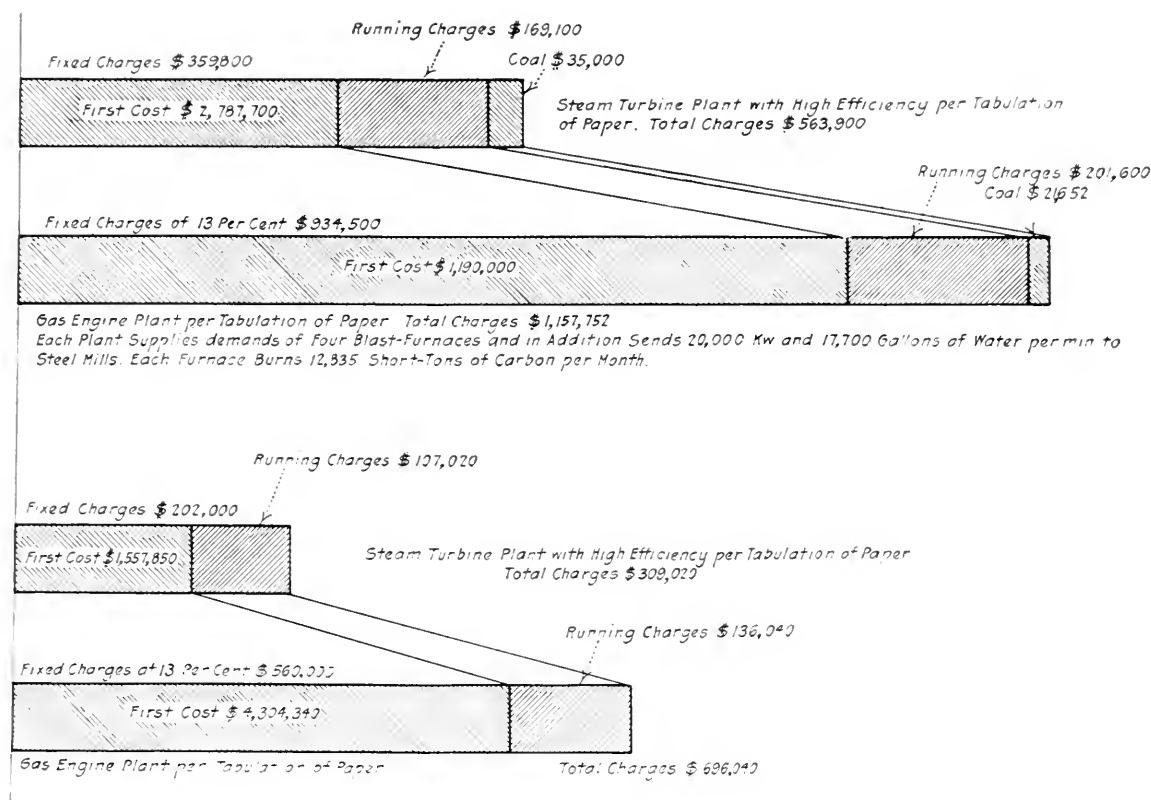 Running Charges $169,100
Fixed Charges $359,800
Coal $35,000
First Cost $2,787,700
Steam Turbine Plant with High Efficiency per Tabulation
of Paper. Total Charges $563,900
Running Charges $201,600
Coal $21652
Fixed Charges of 13 Per Cent $934,500
First Cost $1,190,000
Gas Engine Plant per Tabulation of Paper Total Charges $1,157,752
Each Plant Supplies demands of Four Blast-Furnaces and in Addition Sends 20,000 Kw and 17,700 Gallons of Water per min to
Steel Mills. Each Furnace Burns 12,835 Short-Tons of Carbon per Month.
Running Charges $107,020
Fixed Charges $202,000
First Cost $1,557,850
Steam Turbine Plant with High Efficiency per Tabulation of Paper
Total Charges $309,020
Running Charges $136,040
Fixed Charges at 13 Per Cent $560,000
First Cost $4,304,340
Gas Engine Plant per Tabulation of Paper
Total Charges $696,040